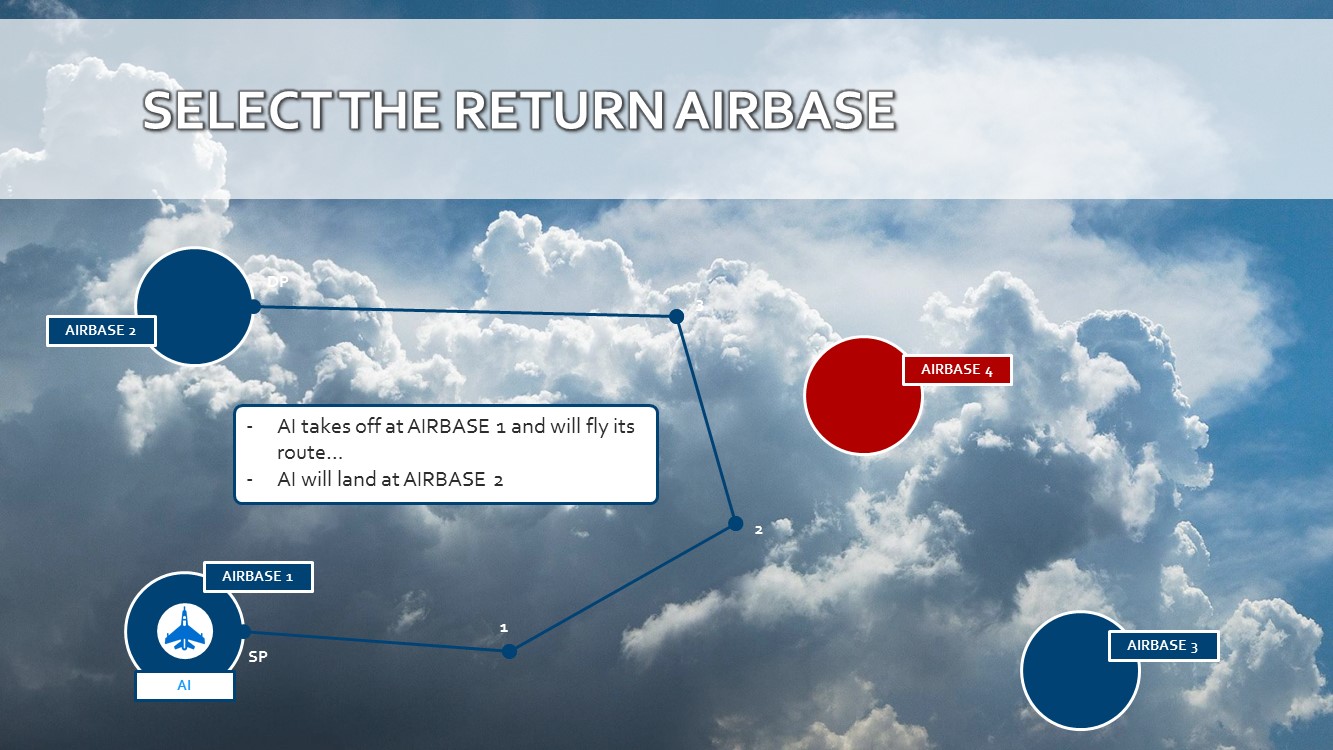 SELECT THE RETURN AIRBASE
DP
3
AIRBASE 2
AIRBASE 4
- AI takes off at AIRBASE 1 and will fly its
route...
- AI will land at AIRBASE 2
2
AIRBASE 1
1
SP
AIRBASE 3
AI